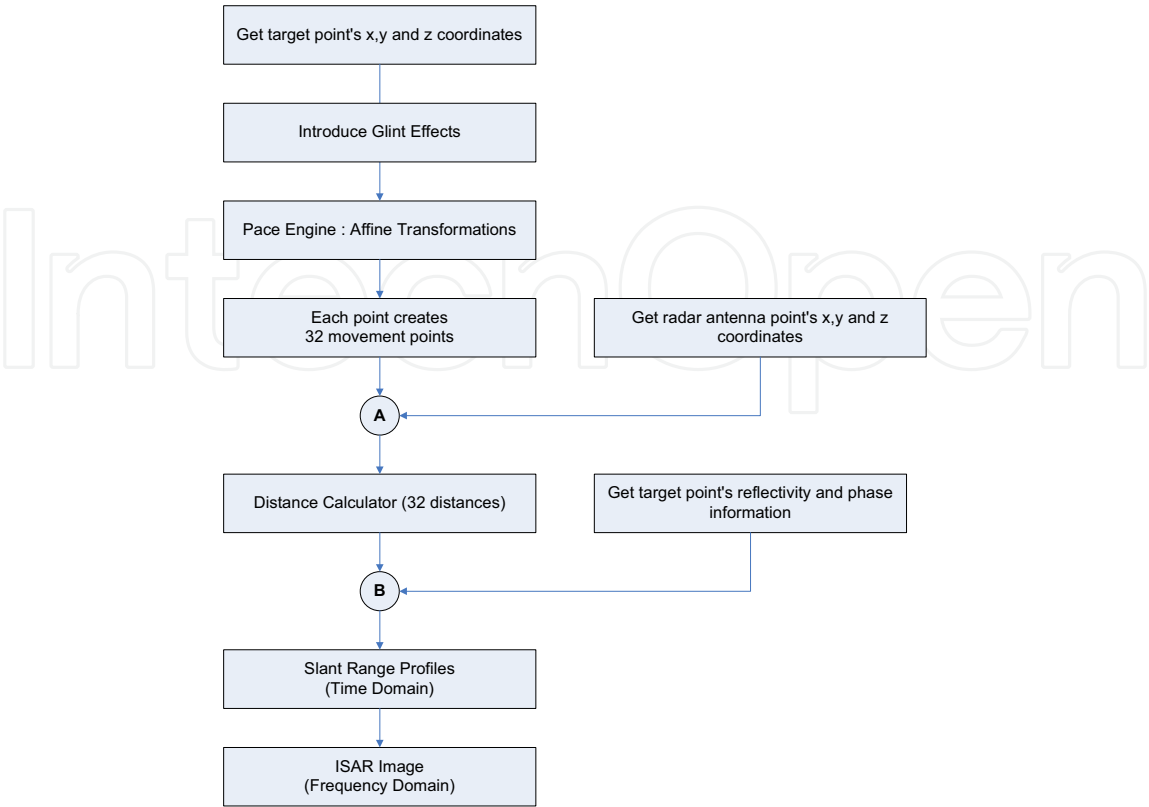 Get target point's x,y and z coordinates
Introduce Glint Effects
Pace Engine : Affine Transformations
Each point creates
32 movement points
Get radar antenna point's x,y and z
coordinates
A
Distance Calculator (32 distances)
Get target point's reflectivity and phase
information
B
Slant Range Profiles
(Time Domain)
ISAR Image
(Frequency Domain)
IntechOpen